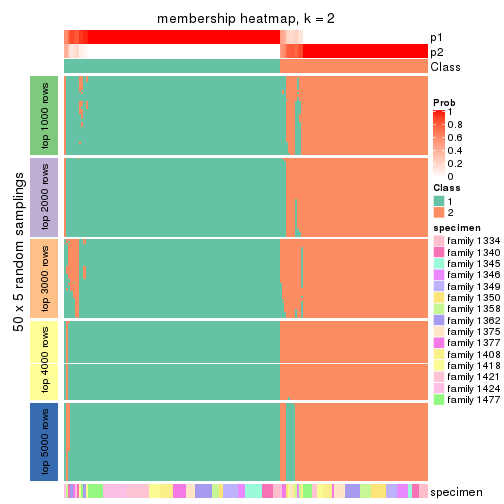 membership heatmap, k = 2
p1
p2
Class
50 x 5 random samplings
top 1000 rows
top 2000 rows
top 3000 rows
top 4000 rows
top 5000 rows
specimen
Prob
1
0.8
0.6
0.4
0.2
0
Class
1
2
specimen
family 1334
family 1340
family 1345
family 1346
family 1349
family 1350
family 1358
family 1362
family 1375
family 1377
family 1408
family 1418
family 1421
family 1424
family 1477